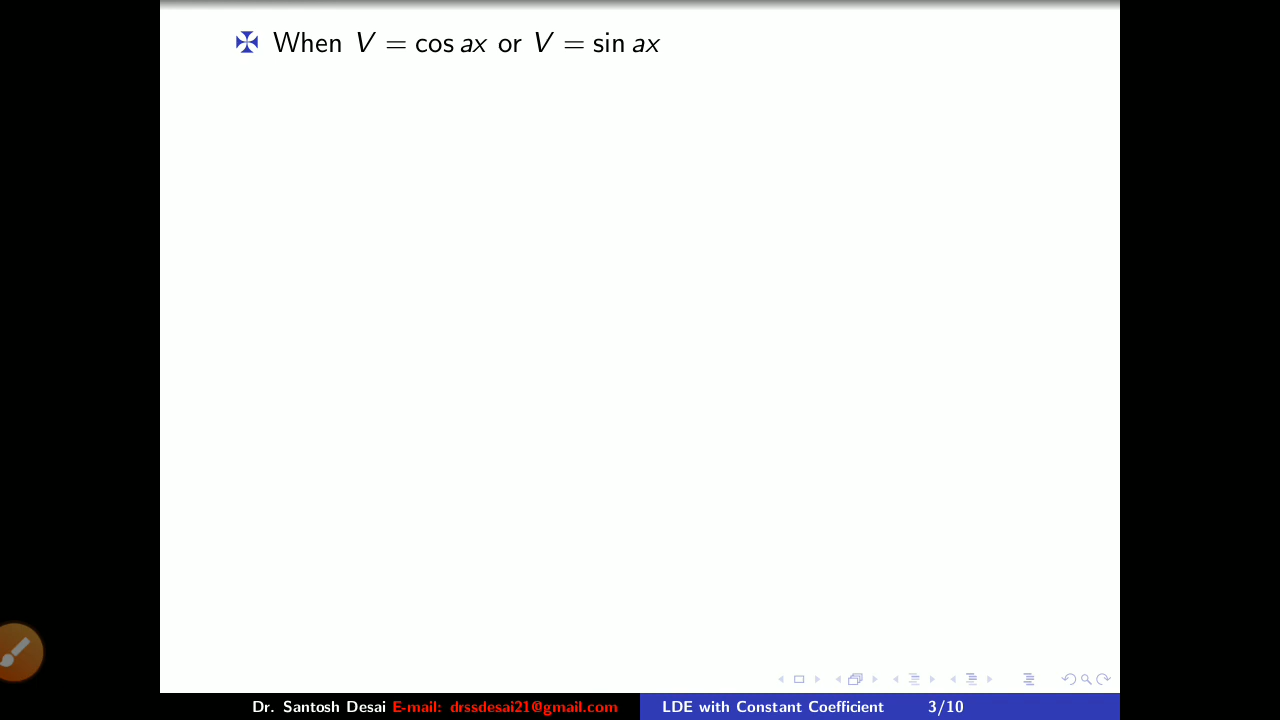 ✠ When V = cos ax or V = sin ax
Dr. Santosh Desai E-mail: drssdesai21@gmail.com LDE with Constant Coefficient 3/10